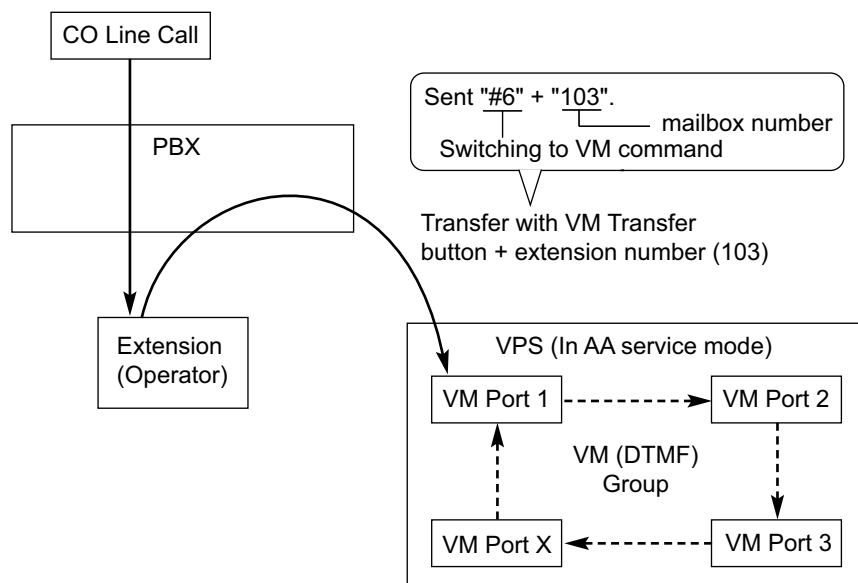 CO Line Call
PBX
Sent "#6" + "103".
mailbox number
Switching to VM command
Transfer with VM Transfer
button + extension number (103)
Extension
(Operator)
VPS (In AA service mode)
VM Port 1
VM Port 2
VM (DTMF)
Group
VM Port X
VM Port 3